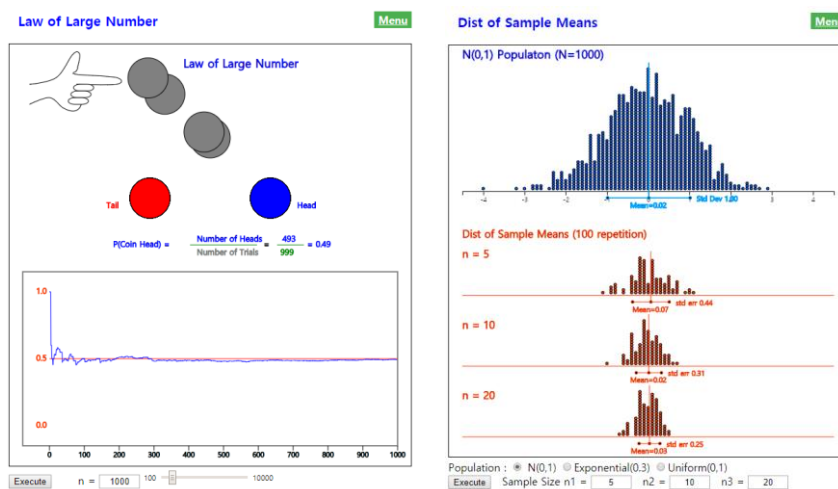 Law of Large Number
Menu
Law of Large Number
Tail
Head
P(Coin Head) = Number of Heads / Number of Trials = 493 / 999 = 0.49
1.0
0.5
0.0
0 100 200 300 400 500 600 700 800 900 1000
Execute n = 1000 100 10000
Dist of Sample Means
Men
N(0,1) Populaton (N=1000)
-4 -2 0 1 2 4
Mean=0.02 Std Dev 1.00
Dist of Sample Means (100 repetition)
n = 5
std err 0.44
Mean=0.07
n = 10
std err 0.31
Mean=0.02
n = 20
std err 0.25
Mean=0.03
Population : N(0,1) Exponential(0.3) Uniform(0,1)
Execute Sample Size n1 = 5 n2 = 10 n3 = 20